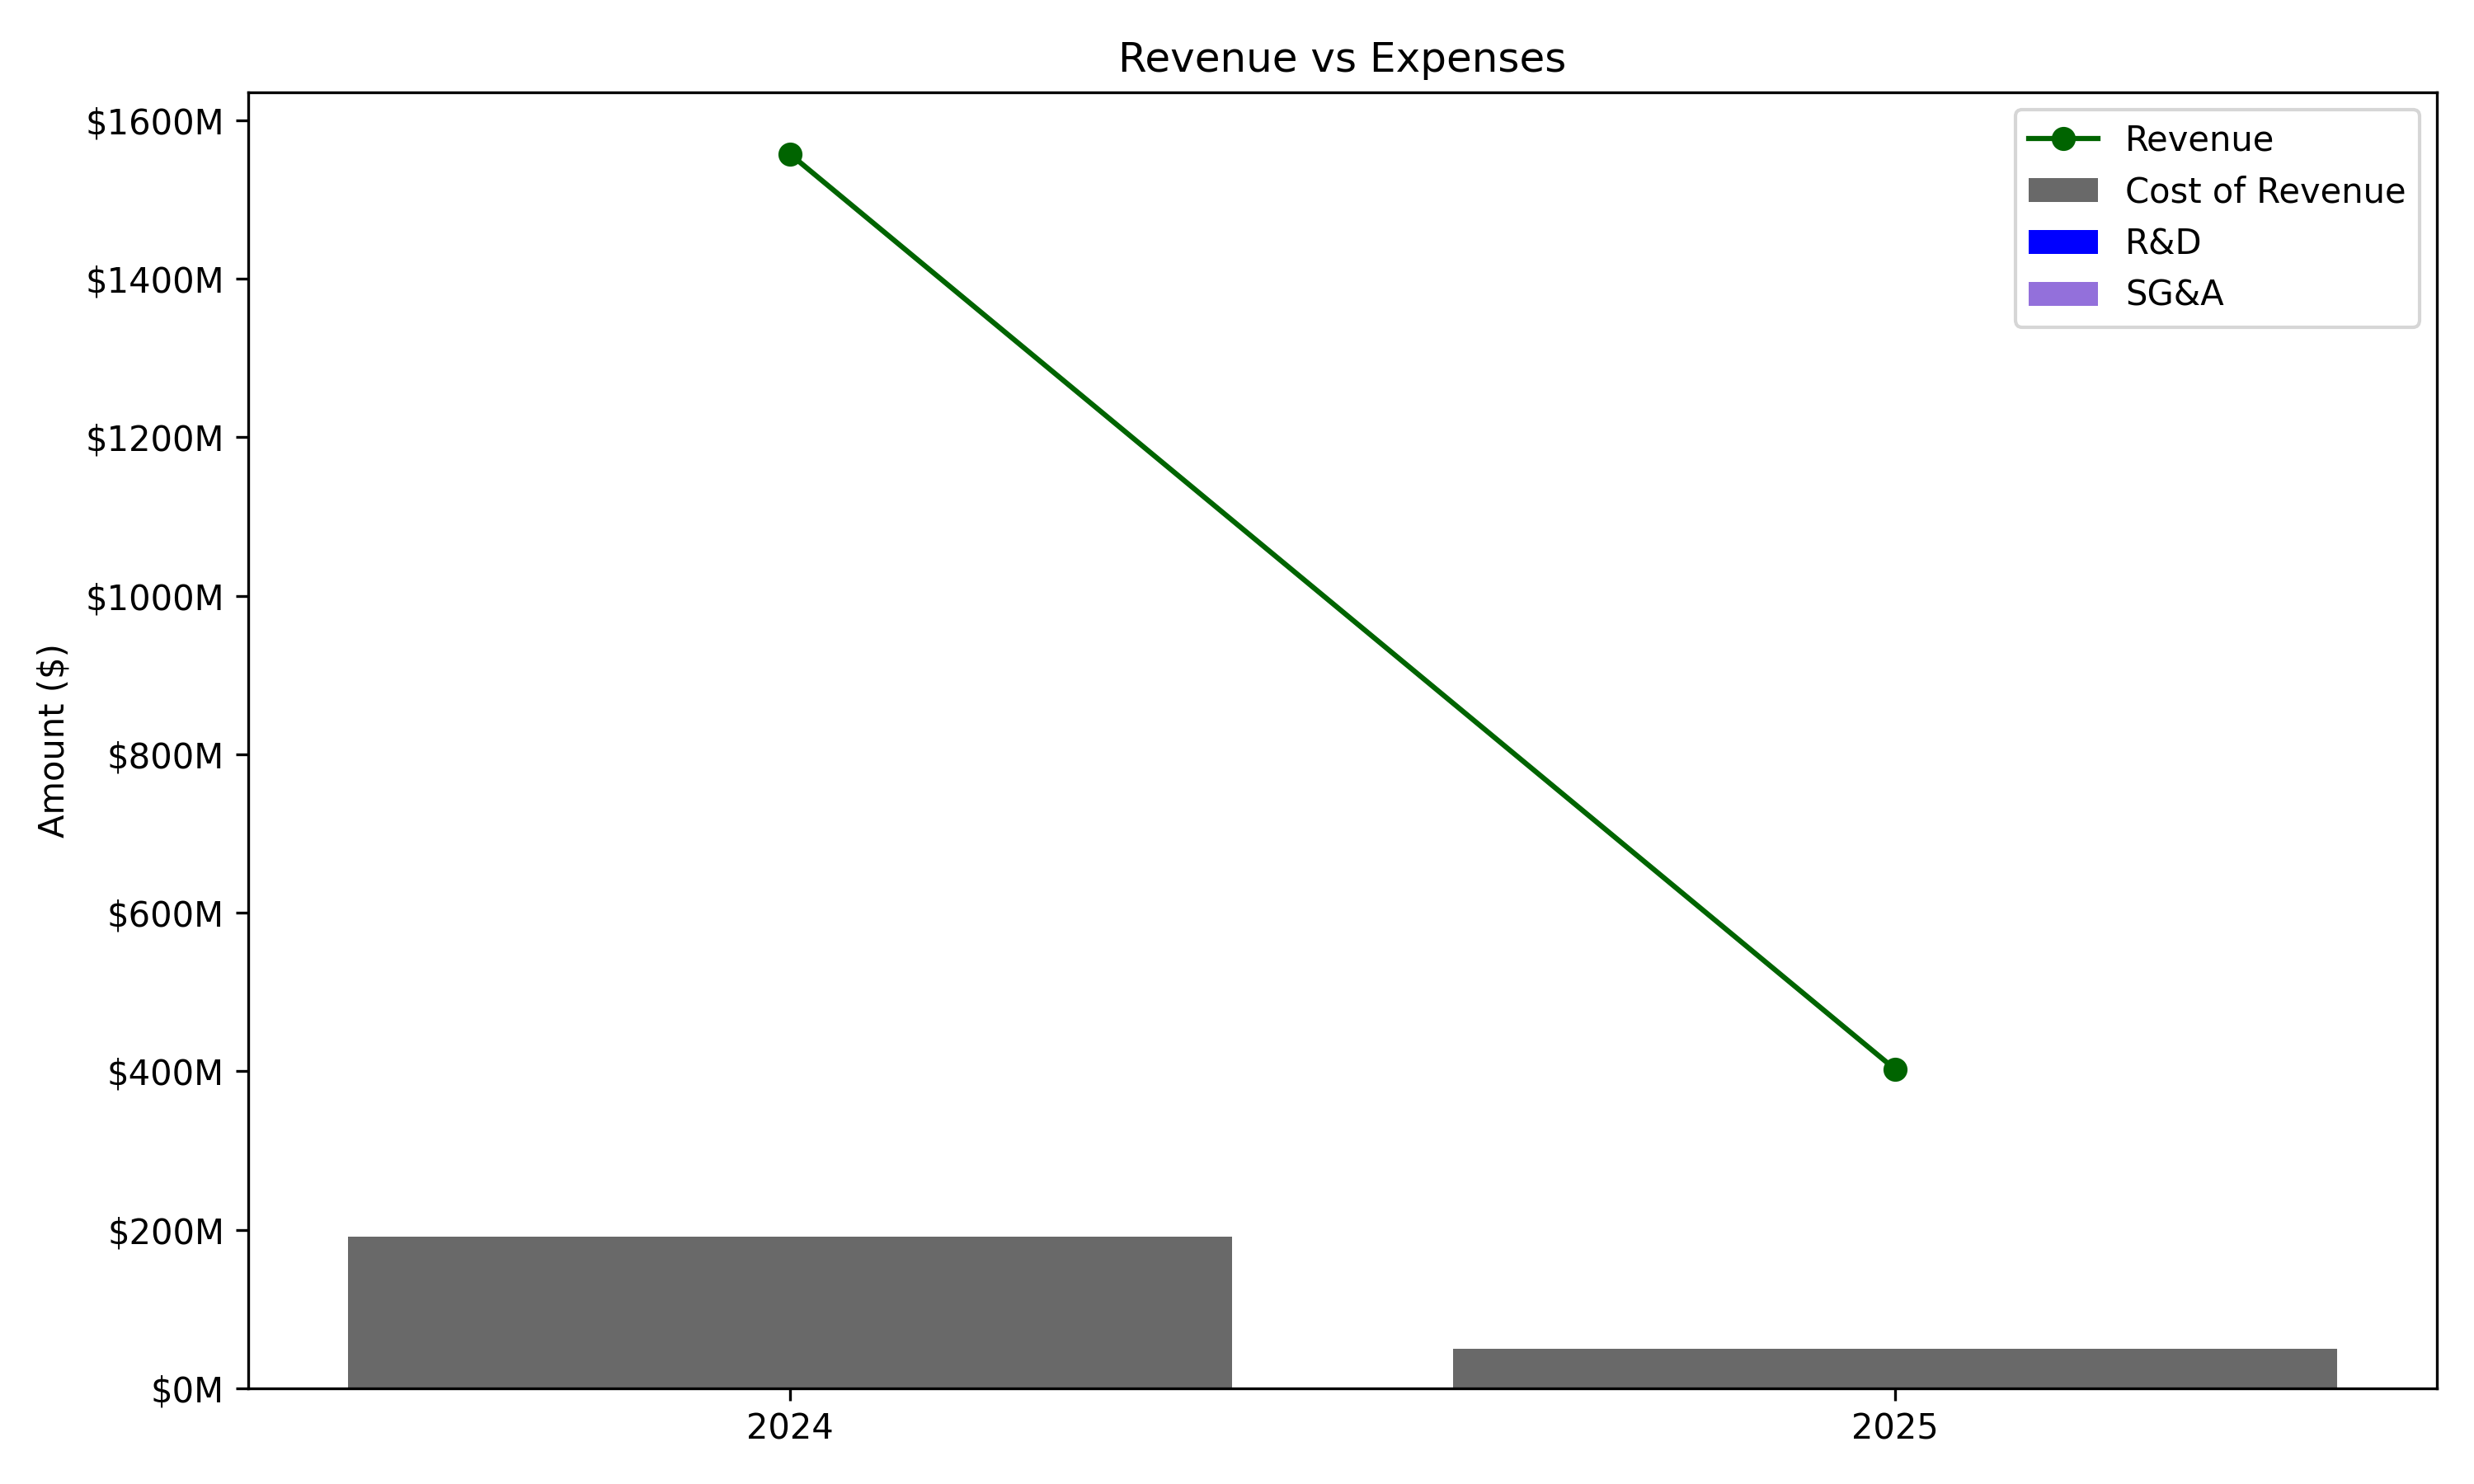 Revenue vs Expenses
$1600M
$1400M
$1200M
$1000M
$800M
$600M
$400M
$200M
$0M
Amount ($)
Revenue
Cost of Revenue
R&D
SG&A
2024
2025